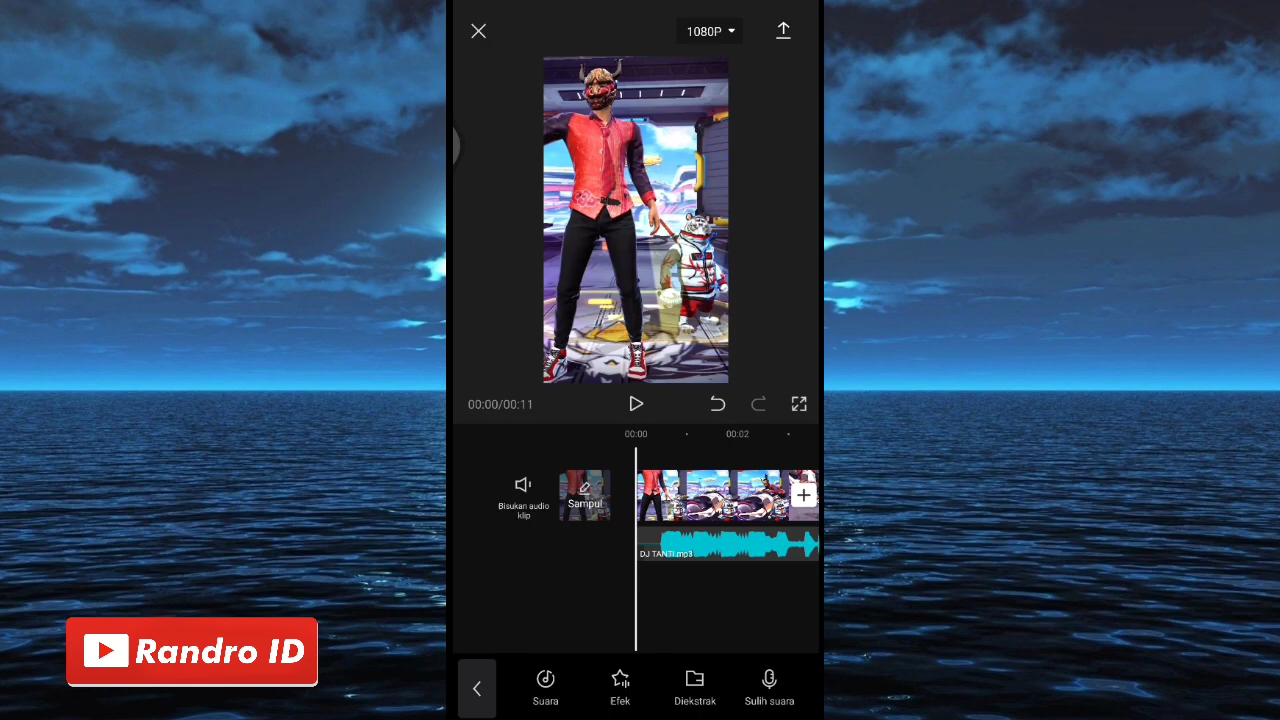 1080P
00:00/00:11
00:00
00:02
Bisukan audio
klip
Sampul
DJ TANTI.mp3
Randro ID
Suara
Efek
Diekstrak
Sulih suara